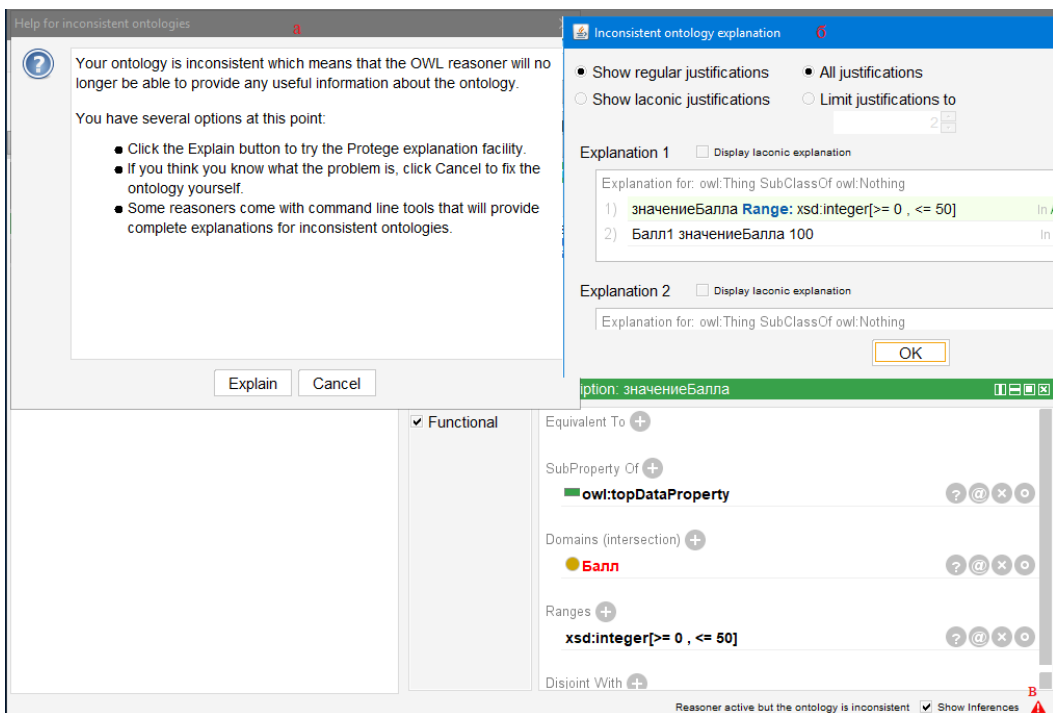 Help for inconsistent ontologies
а
Your ontology is inconsistent which means that the OWL reasoner will no
longer be able to provide any useful information about the ontology.
You have several options at this point:
Click the Explain button to try the Protege explanation facility.
If you think you know what the problem is, click Cancel to fix the
ontology yourself.
Some reasoners come with command line tools that will provide
complete explanations for inconsistent ontologies.
Explain Cancel
Inconsistent ontology explanation
б
Show regular justifications All justifications
Show laconic justifications Limit justifications to
2
Explanation 1 Display laconic explanation
Explanation for: owl:Thing SubClassOf owl:Nothing
1) значениеБалла Range: xsd:integer[>= 0 , <= 50] In
2) Балл1 значениеБалла 100 In
Explanation 2 Display laconic explanation
Explanation for: owl:Thing SubClassOf owl:Nothing
OK
iption: значениеБалла
Functional
Equivalent To
SubProperty Of
owl:topDataProperty
Domains (intersection)
Балл
Ranges
xsd:integer[>= 0 , <= 50]
Disjoint With
в
Reasoner active but the ontology is inconsistent Show Inferences